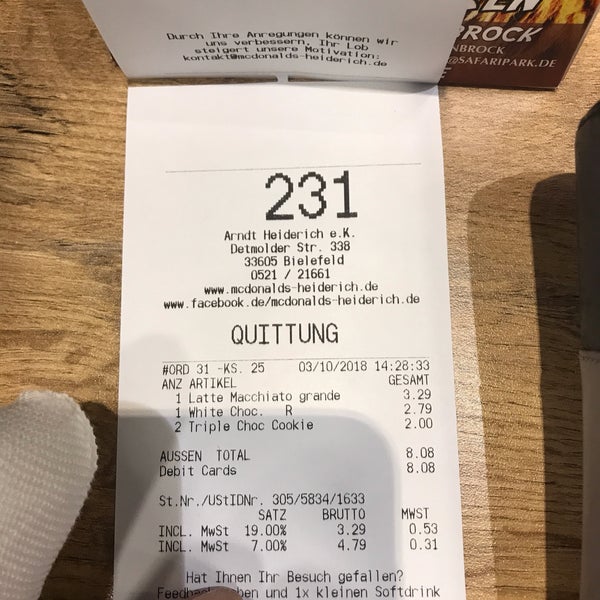 Durch Ihre Anregungen können wir
uns verbessern, Ihr Lob
steigert unsere Motivation:
kontakt@mcdonalds-heiderich.de
ROCK
NBROCK
@SAFARIPARK.DE
231
Arndt Heiderich e.K.
Detmolder Str. 338
33605 Bielefeld
0521 / 21661
www.mcdonalds-heiderich.de
www.facebook.de/mcdonalds-heiderich.de
QUITTUNG
#ORD 31 -KS. 25 03/10/2018 14:28:33
ANZ ARTIKEL GESAMT
1 Latte Macchiato grande 3.29
1 White Choc. R 2.79
2 Triple Choc Cookie 2.00
AUSSEN TOTAL 8.08
Debit Cards 8.08
St.Nr./UStIDNr. 305/5834/1633
SATZ BRUTTO MWST
INCL. MwSt 19.00% 3.29 0.53
INCL. MwSt 7.00% 4.79 0.31
Hat Ihnen Ihr Besuch gefallen?
und 1x kleinen Softdrink